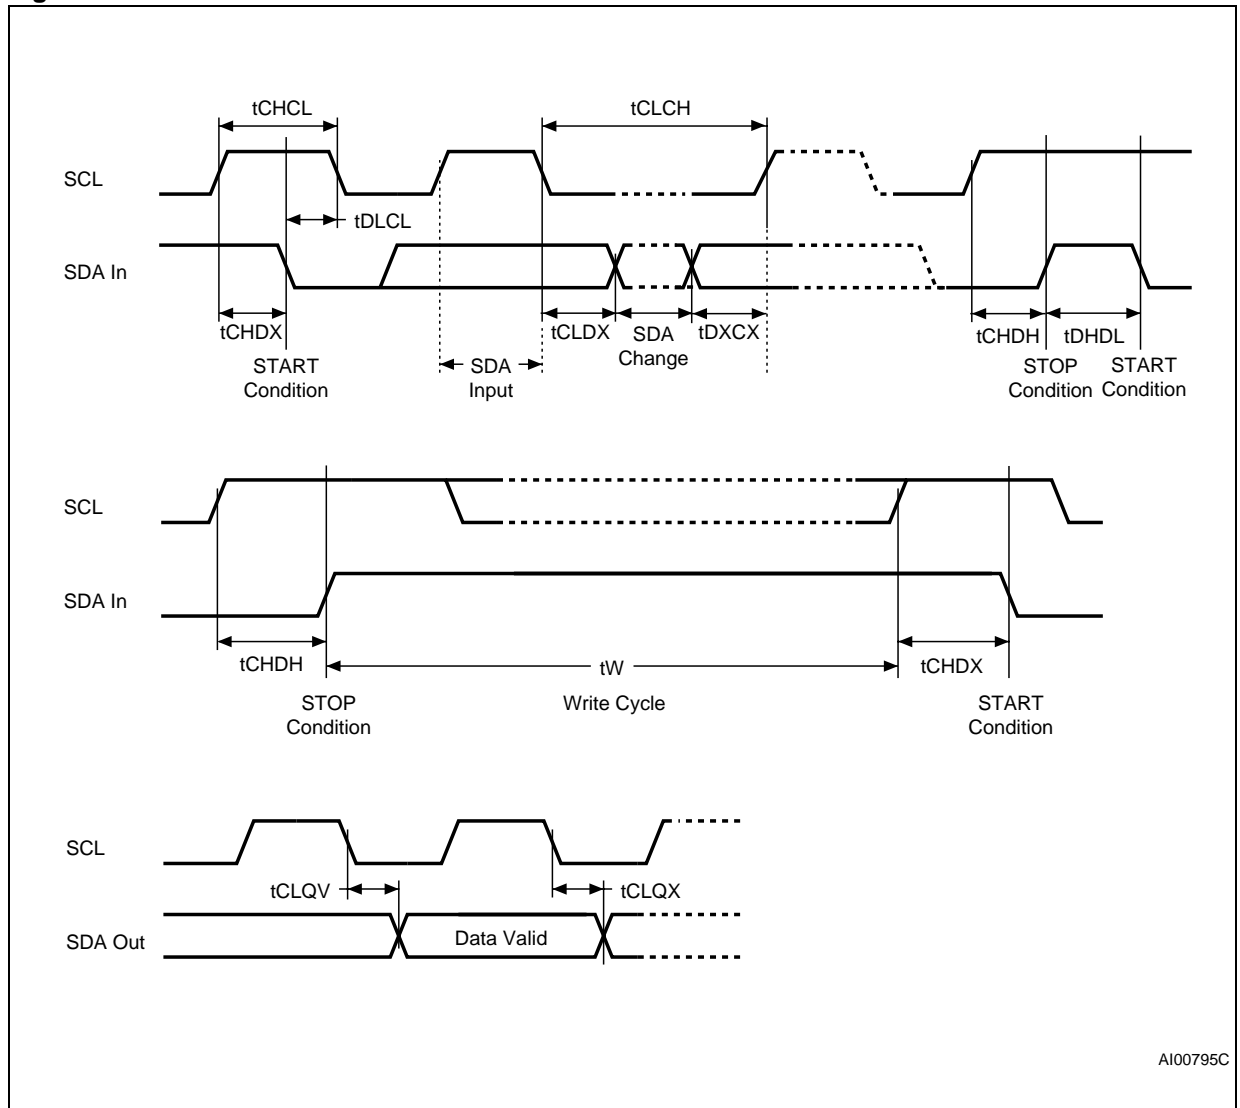 tCHCL
tCLCH
SCL
tDLCL
SDA In
tCHDX
tCLDX
SDA
Change
tDXCX
tCHDH
tDHDL
START
Condition
SDA
Input
STOP
Condition
START
Condition
SCL
SDA In
tCHDH
tW
tCHDX
STOP
Condition
Write Cycle
START
Condition
SCL
tCLQV
tCLQX
SDA Out
Data Valid
AI00795C